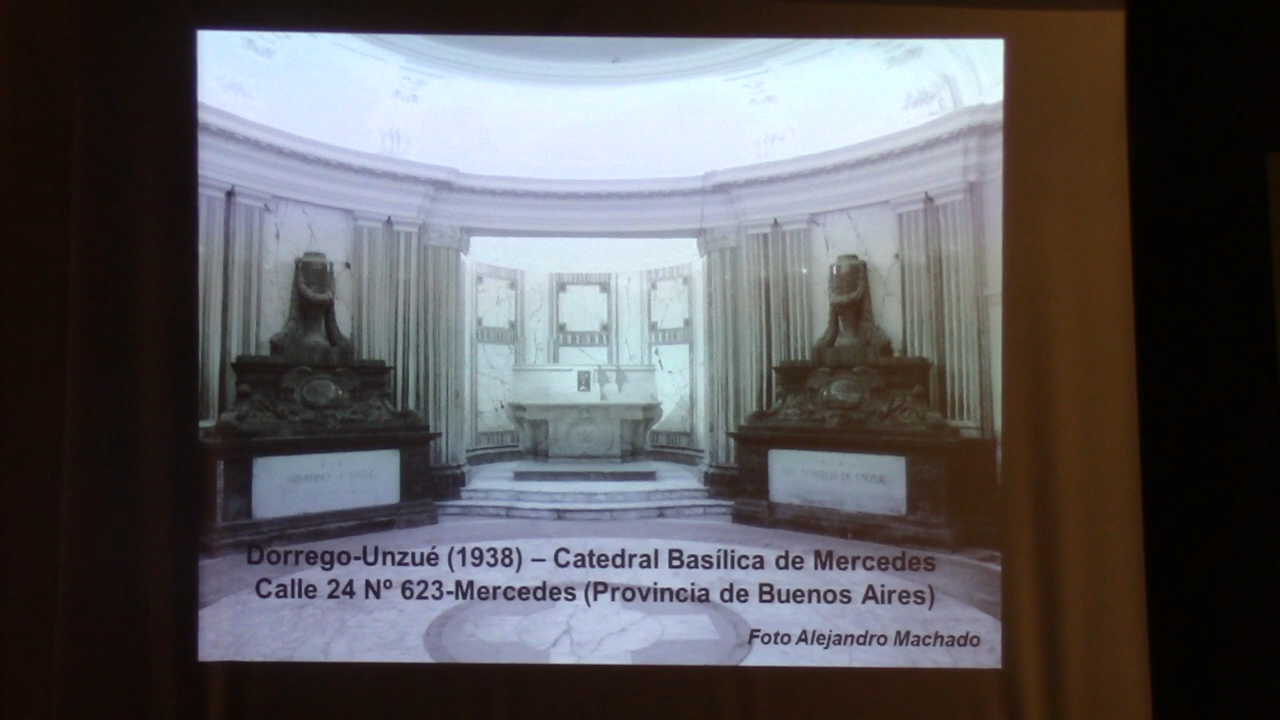 Dorrego-Unzué (1938) – Catedral Basílica de Mercedes
Calle 24 Nº 623-Mercedes (Provincia de Buenos Aires)
Foto Alejandro Machado